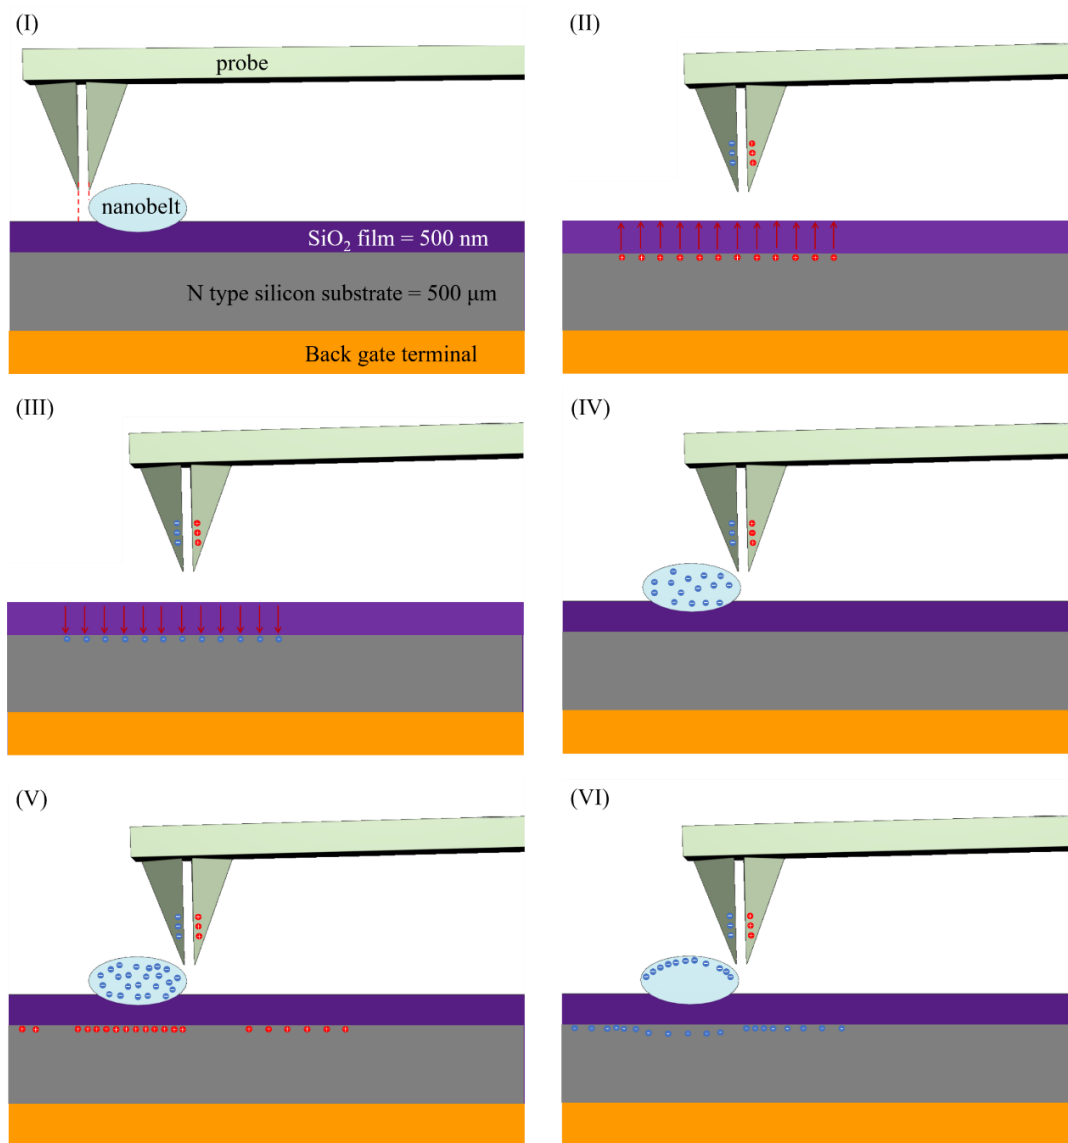 (I)
probe
nanobelt
SiO₂ film = 500 nm
N type silicon substrate = 500 μm
Back gate terminal
(II)
(III)
(IV)
(V)
(VI)